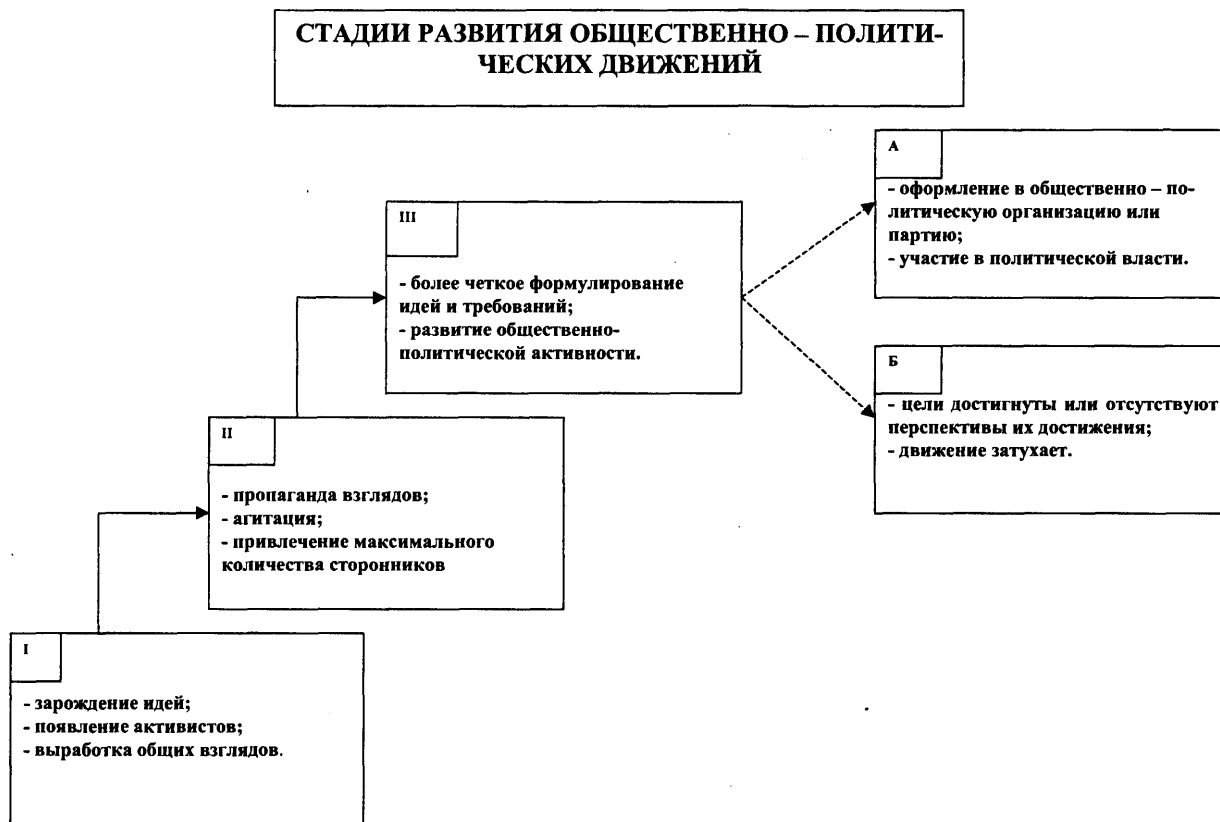 СТАДИИ РАЗВИТИЯ ОБЩЕСТВЕННО – ПОЛИТИ-
ЧЕСКИХ ДВИЖЕНИЙ
А
- оформление в общественно – по-
литическую организацию или
партию;
- участие в политической власти.
III
- более четкое формулирование
идей и требований;
- развитие общественно-
политической активности.
Б
- цели достигнуты или отсутствуют
перспективы их достижения;
- движение затухает.
II
- пропаганда взглядов;
- агитация;
- привлечение максимального
количества сторонников
I
- зарождение идей;
- появление активистов;
- выработка общих взглядов.